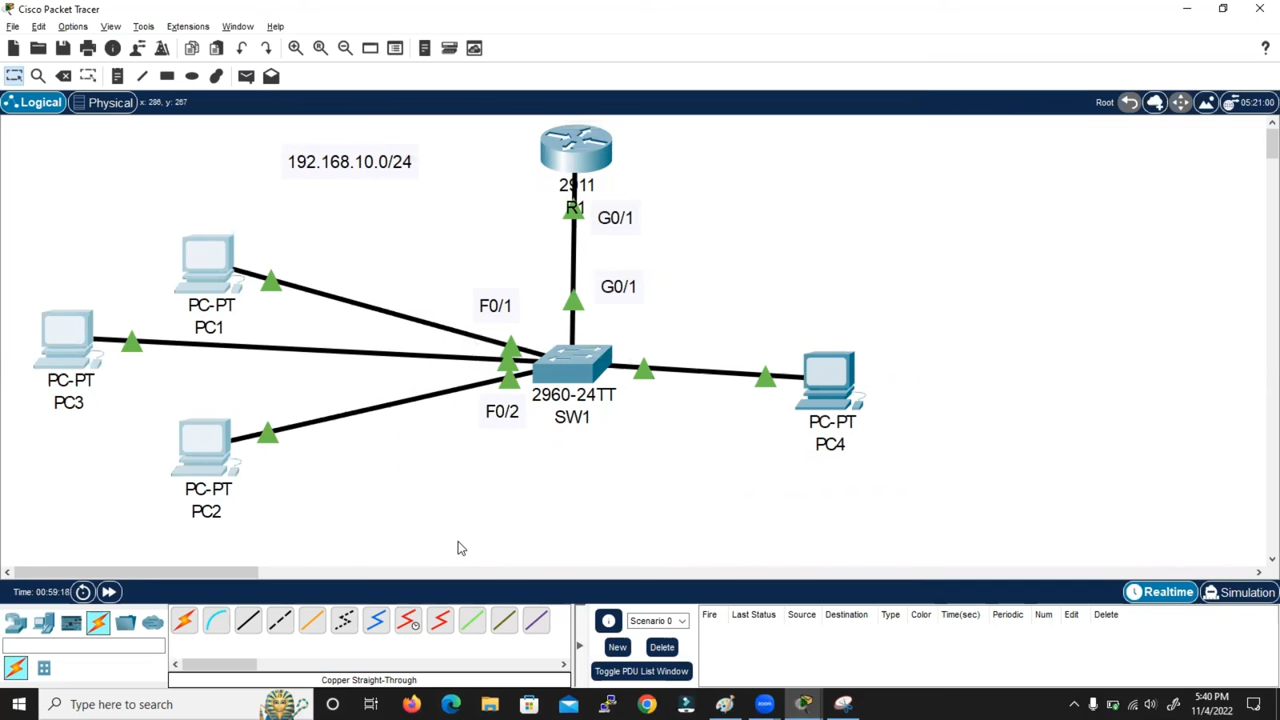 Cisco Packet Tracer
File Edit Options View Tools Extensions Window Help
?
Logical Physical x: 286, y: 267 Root 05:21:00
192.168.10.0/24
2911
R1
G0/1
G0/1
F0/1
PC-PT
PC1
PC-PT
PC3
F0/2
2960-24TT
SW1
PC-PT
PC4
PC-PT
PC2
Time: 00:59:18 Realtime Simulation
Scenario 0
Fire Last Status Source Destination Type Color Time(sec) Periodic Num Edit Delete
New Delete
Toggle PDU List Window
Copper Straight-Through
Type here to search
5:40 PM
11/4/2022